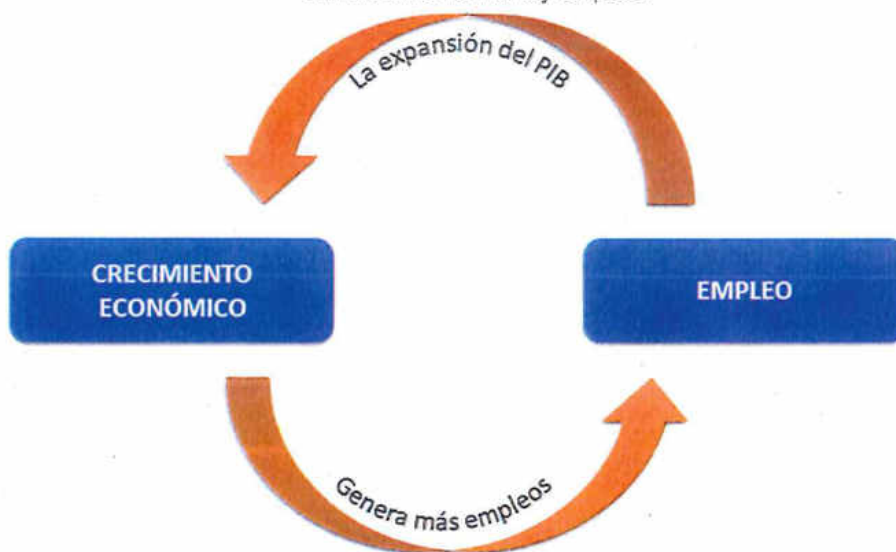 La expansión del PIB
CRECIMIENTO
ECONÓMICO
EMPLEO
Genera más empleos